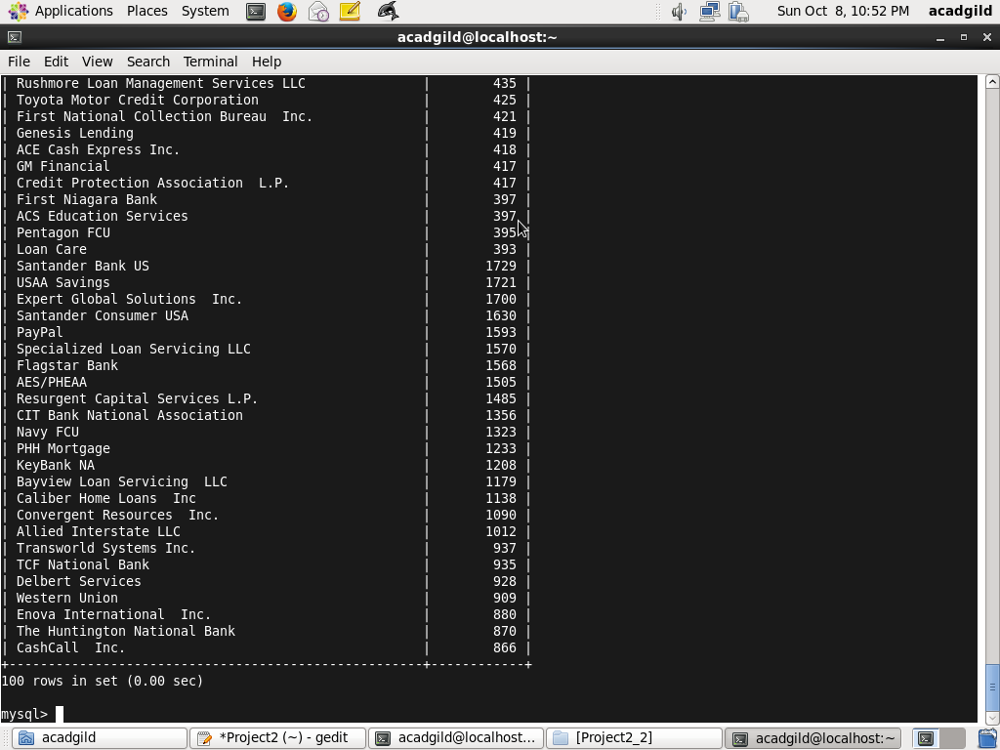 Applications Places System Sun Oct 8, 10:52 PM acadgild
acadgild@localhost:~
File Edit View Search Terminal Help
| Rushmore Loan Management Services LLC | 435 |
| Toyota Motor Credit Corporation | 425 |
| First National Collection Bureau  Inc. | 421 |
| Genesis Lending | 419 |
| ACE Cash Express Inc. | 418 |
| GM Financial | 417 |
| Credit Protection Association  L.P. | 417 |
| First Niagara Bank | 397 |
| ACS Education Services | 397 |
| Pentagon FCU | 395 |
| Loan Care | 393 |
| Santander Bank US | 1729 |
| USAA Savings | 1721 |
| Expert Global Solutions  Inc. | 1700 |
| Santander Consumer USA | 1630 |
| PayPal | 1593 |
| Specialized Loan Servicing LLC | 1570 |
| Flagstar Bank | 1568 |
| AES/PHEAA | 1505 |
| Resurgent Capital Services L.P. | 1485 |
| CIT Bank National Association | 1356 |
| Navy FCU | 1323 |
| PHH Mortgage | 1233 |
| KeyBank NA | 1208 |
| Bayview Loan Servicing  LLC | 1179 |
| Caliber Home Loans  Inc | 1138 |
| Convergent Resources  Inc. | 1090 |
| Allied Interstate LLC | 1012 |
| Transworld Systems Inc. | 937 |
| TCF National Bank | 935 |
| Delbert Services | 928 |
| Western Union | 909 |
| Enova International  Inc. | 880 |
| The Huntington National Bank | 870 |
| CashCall  Inc. | 866 |
+-----------------------------------------------------+------------+
100 rows in set (0.00 sec)
mysql>
acadgild *Project2 (~) - gedit acadgild@localhost... [Project2_2] acadgild@localhost:~